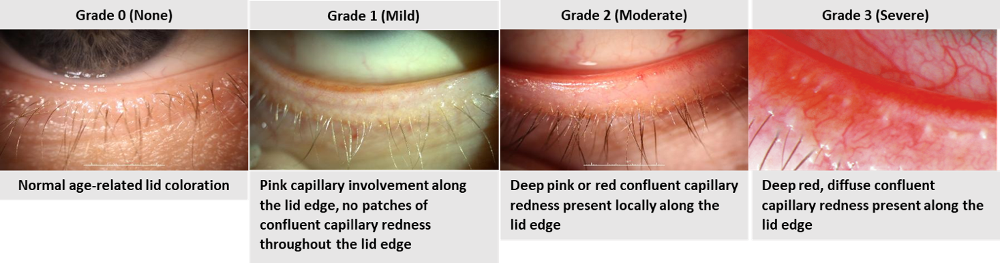 Grade 0 (None)
Normal age-related lid coloration
Grade 1 (Mild)
Pink capillary involvement along
the lid edge, no patches of
confluent capillary redness
throughout the lid edge
Grade 2 (Moderate)
Deep pink or red confluent capillary
redness present locally along the
lid edge
Grade 3 (Severe)
Deep red, diffuse confluent
capillary redness present along the
lid edge